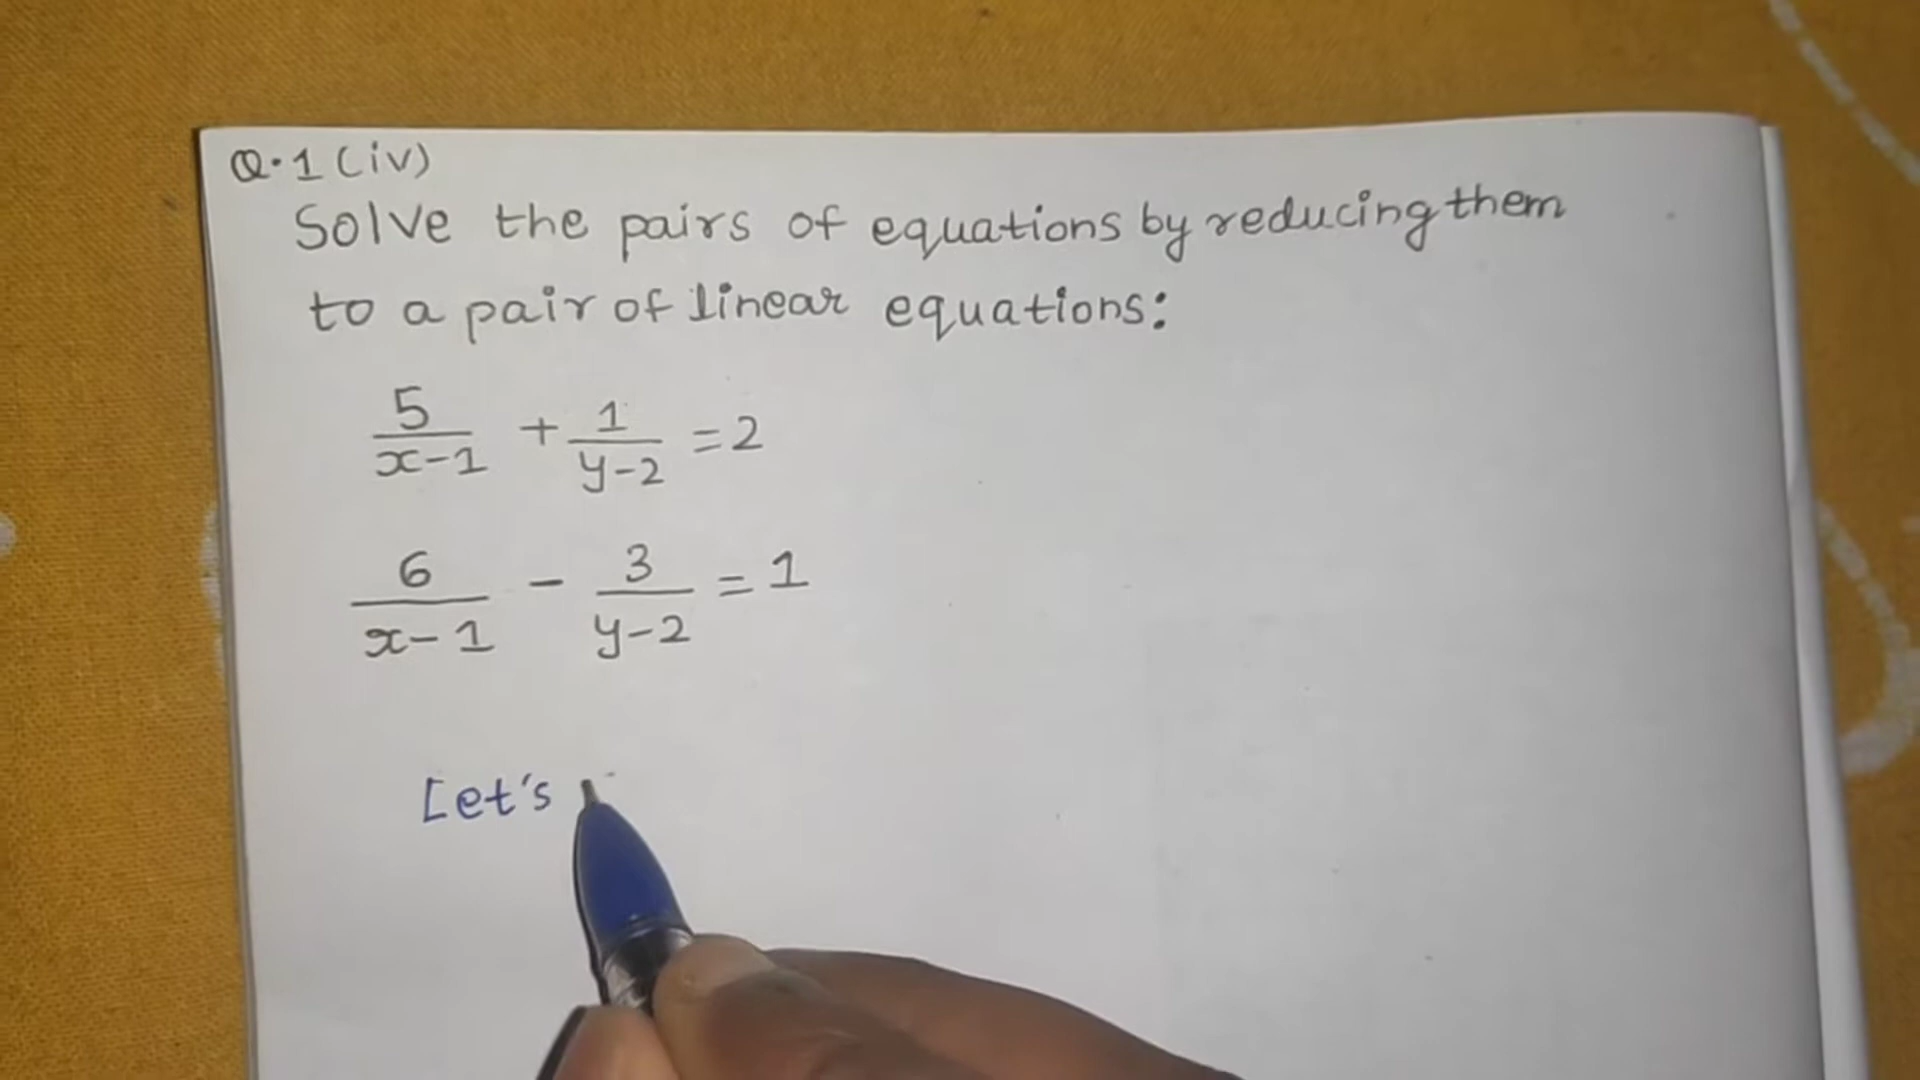 Q.1 (iv)
Solve the pairs of equations by reducing them
to a pair of linear equations:
5/(x-1) + 1/(y-2) = 2
6/(x-1) - 3/(y-2) = 1
Let's